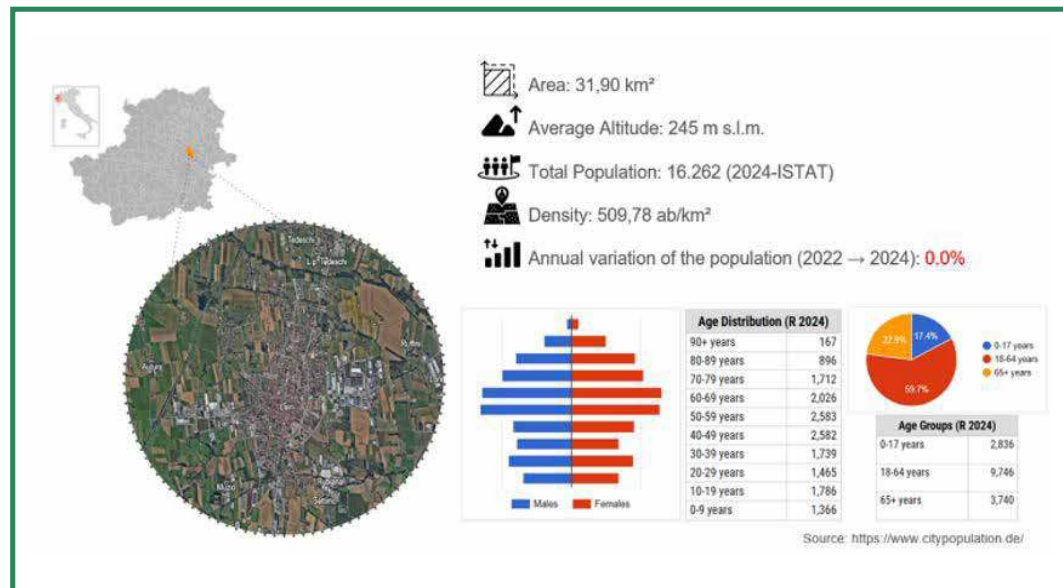 Area: 31,90 km²
Average Altitude: 245 m s.l.m.
Total Population: 16.262 (2024-ISTAT)
Density: 509,78 ab/km²
Annual variation of the population (2022 → 2024): 0.0%
Tedeschi
Males
Females
Age Distribution (R 2024)
90+ years 167
80-89 years 896
70-79 years 1,712
60-69 years 2,026
50-59 years 2,583
40-49 years 2,582
30-39 years 1,739
20-29 years 1,465
10-19 years 1,786
0-9 years 1,366
22.9%
17.4%
59.7%
0-17 years
18-64 years
65+ years
Age Groups (R 2024)
0-17 years 2,836
18-64 years 9,746
65+ years 3,740
Source: https://www.citypopulation.de/